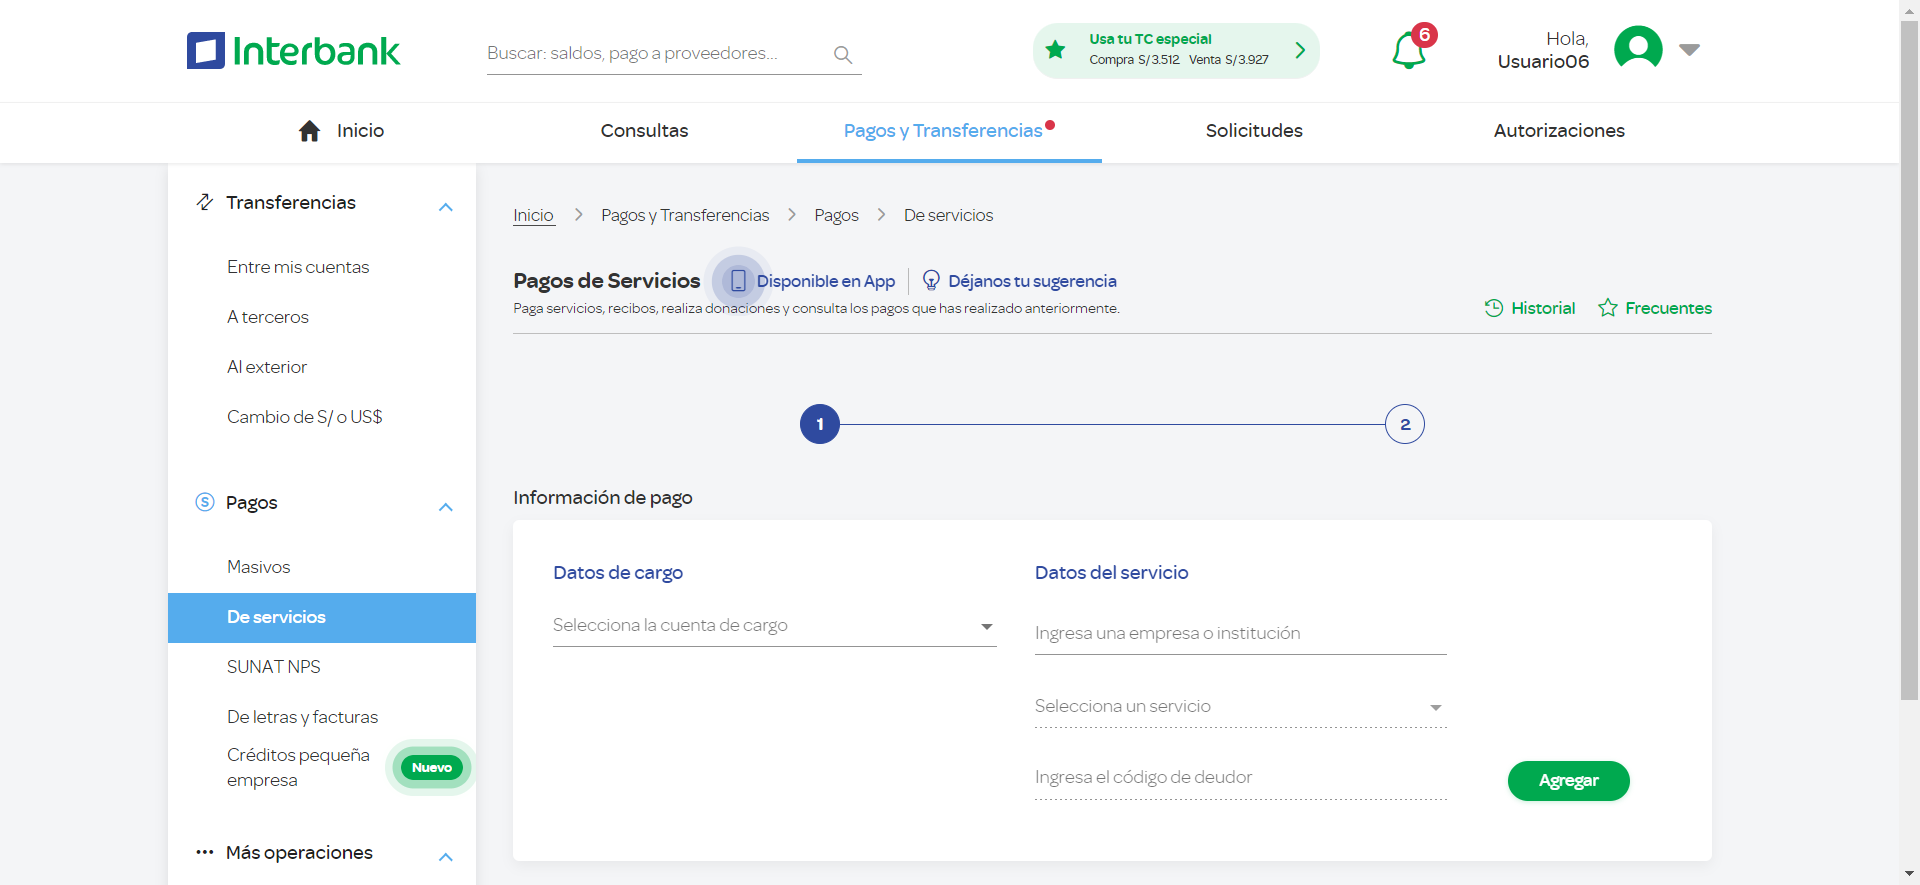 Interbank
Buscar: saldos, pago a proveedores...
Usa tu TC especial
Compra S/3.512 Venta S/3.927
6
Hola,
Usuario06
Inicio
Consultas
Pagos y Transferencias
Solicitudes
Autorizaciones
Transferencias
Entre mis cuentas
A terceros
Al exterior
Cambio de S/ o US$
Pagos
Masivos
De servicios
SUNAT NPS
De letras y facturas
Créditos pequeña
empresa
Nuevo
Más operaciones
Inicio > Pagos y Transferencias > Pagos > De servicios
Pagos de Servicios
Disponible en App
Déjanos tu sugerencia
Paga servicios, recibos, realiza donaciones y consulta los pagos que has realizado anteriormente.
Historial
Frecuentes
1
2
Información de pago
Datos de cargo
Selecciona la cuenta de cargo
Datos del servicio
Ingresa una empresa o institución
Selecciona un servicio
Ingresa el código de deudor
Agregar